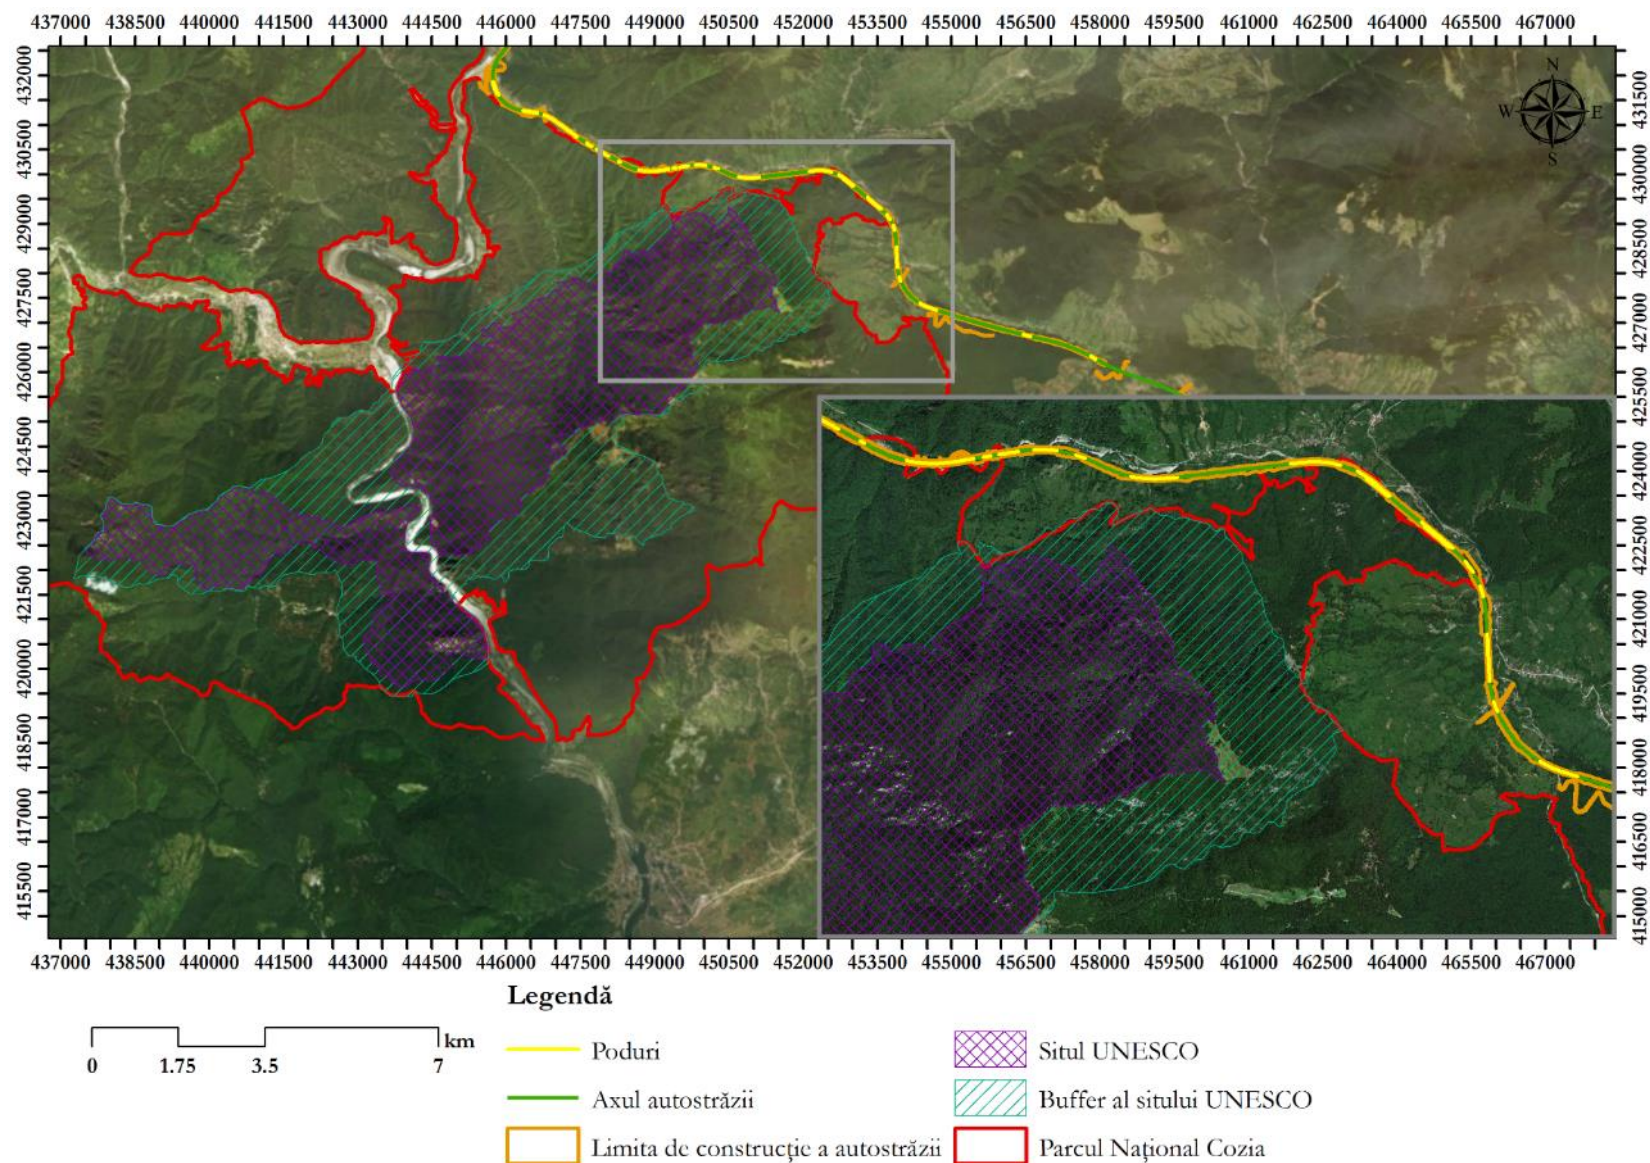 437000 438500 440000 441500 443000 444500 446000 447500 449000 450500 452000 453500 455000 456500 458000 459500 461000 462500 464000 465500 467000
432000
430500
429000
427500
426000
424500
423000
421500
420000
418500
417000
415500
N
W E
S
431500
430000
428500
427000
425500
424000
422500
421000
419500
418000
416500
415000
437000 438500 440000 441500 443000 444500 446000 447500 449000 450500 452000 453500 455000 456500 458000 459500 461000 462500 464000 465500 467000
Legendă
km
0 1.75 3.5 7
Poduri
Axul autostrăzii
Limita de construcție a autostrăzii
Situl UNESCO
Buffer al sitului UNESCO
Parcul Național Cozia